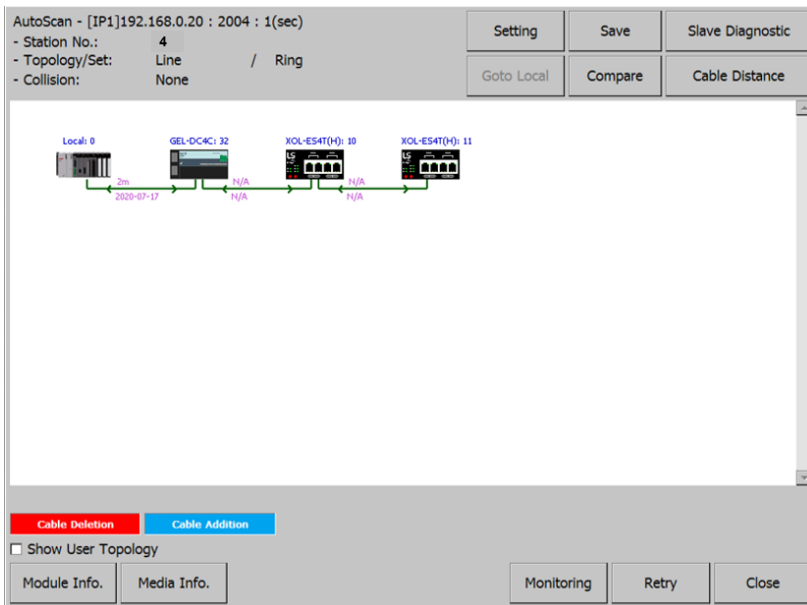 AutoScan - [IP1]192.168.0.20 : 2004 : 1(sec)
- Station No.: 4
- Topology/Set: Line / Ring
- Collision: None
Setting Save Slave Diagnostic
Goto Local Compare Cable Distance
Local: 0 GEL-DC4C: 32 XOL-ES4T(H): 10 XOL-ES4T(H): 11
LS LS
2m N/A N/A
2020-07-17 N/A N/A
Cable Deletion Cable Addition
Show User Topology
Module Info. Media Info. Monitoring Retry Close